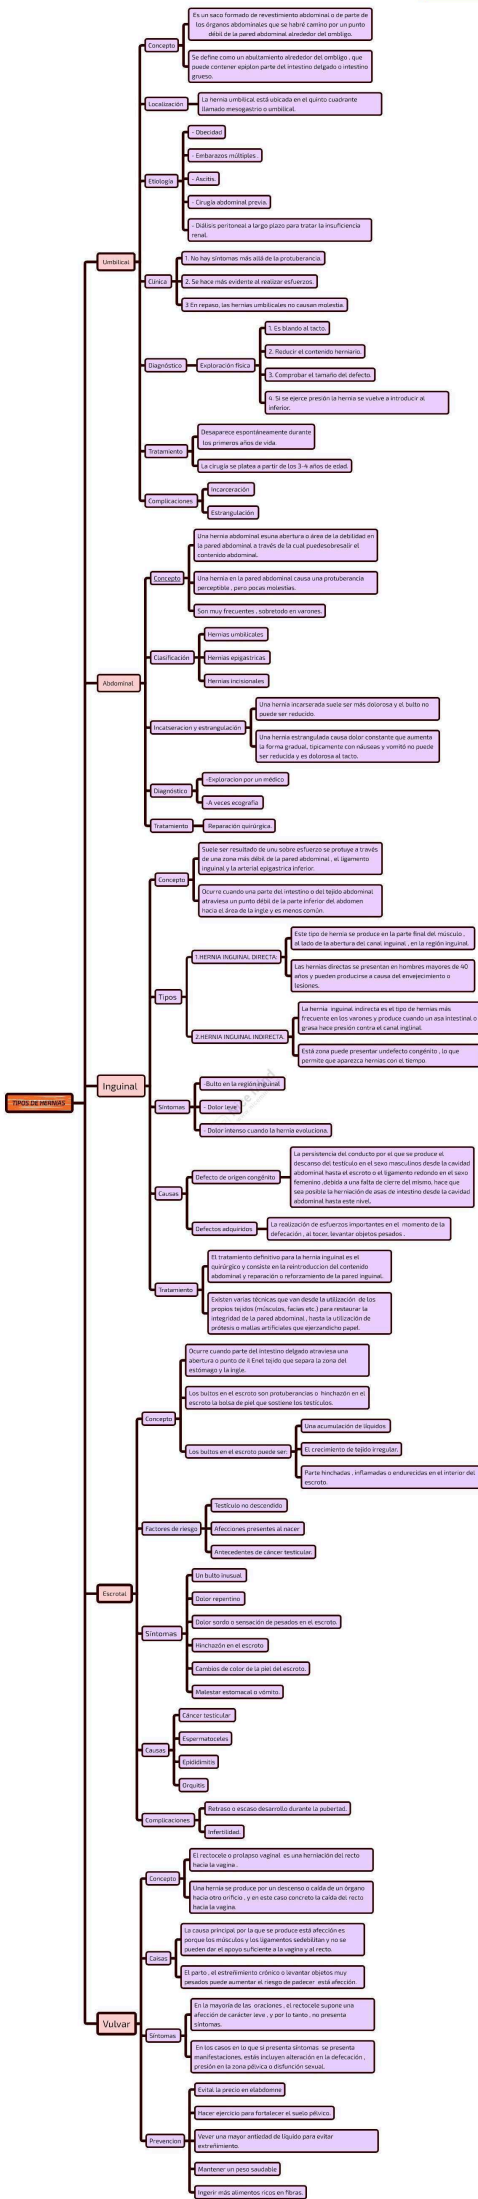 TIPOS DE HERNIAS
Umbilical
Concepto
Es un saco formado de revestimiento abdominal o de parte de
los órganos abdominales que se habré camino por un punto
débil de la pared abdominal alrededor del ombligo.
Se define como un abultamiento alrededor del ombligo , que
puede contener epiplon parte del intestino delgado o intestino
grueso.
Localización
La hernia umbilical está ubicada en el quinto cuadrante
llamado mesogastrio o umbilical.
Etiología
- Obecidad
- Embarazos múltiples .
- Ascitis.
- Cirugía abdominal previa.
- Diálisis peritoneal a largo plazo para tratar la insuficiencia
renal.
Clínica
1. No hay síntomas más allá de la protuberancia.
2. Se hace más evidente al realizar esfuerzos.
3 En repaso, las hernias umbilicales no causan molestia.
Diagnóstico
Exploración física
1. Es blando al tacto.
2. Reducir el contenido herniario.
3. Comprobar el tamaño del defecto.
4. Si se ejerce presión la hernia se vuelve a introducir al
inferior.
Tratamiento
Desaparece espontáneamente durante
los primeros años de vida.
La cirugía se platea a partir de los 3-4 años de edad.
Complicaciones
Incarceración
Estrangulación
Abdominal
Concepto
Una hernia abdominal esuna abertura o área de la debilidad en
la pared abdominal a través de la cual puedesobresalir el
contenido abdominal.
Una hernia en la pared abdominal causa una protuberancia
perceptible , pero pocas molestias.
Son muy frecuentes , sobretodo en varones.
Clasificación
Hernias umbilicales
Hernias epigastricas
Hernias incisionales
Incatseracion y estrangulación
Una hernia incarserada suele ser más dolorosa y el bulto no
puede ser reducido.
Una hernia estrangulada causa dolor constante que aumenta
la forma gradual, típicamente con náuseas y vomitó no puede
ser reducida y es dolorosa al tacto.
Diagnóstico
-Exploracion por un médico
-A veces ecografía
Tratamiento
Reparación quirúrgica.
Inguinal
Concepto
Suele ser resultado de unu sobre esfuerzo se protuye a través
de una zona más débil de la pared abdominal , el ligamento
inguinal y la arterial epigastrica inferior.
Ocurre cuando una parte del intestino o del tejido abdominal
atraviesa un punto débil de la parte inferior del abdomen
hacia el área de la ingle y es menos común.
Tipos
1.HERNIA INGUINAL DIRECTA:
Este tipo de hernia se produce en la parte final del músculo ,
al lado de la abertura del canal inguinal , en la región inguinal
Las hernias directas se presentan en hombres mayores de 40
años y pueden producirse a causa del envejecimiento o
lesiones.
2.HERNIA INGUINAL INDIRECTA.
La hernia inguinal indirecta es el tipo de hernias más
frecuente en los varones y produce cuando un asa intestinal o
grasa hace presión contra el canal inglinal.
Está zona puede presentar undefecto congénito , lo que
permite que aparezca hernias con el tiempo.
Síntomas
-Bulto en la región inguinal
- Dolor leve
- Dolor intenso cuando la hernia evoluciona.
Causas
Defecto de origen congénito
La persistencia del conducto por el que se produce el
descanso del testículo en el sexo masculinos desde la cavidad
abdominal hasta el escroto o el ligamento redondo en el sexo
femenino ,debida a una falta de cierre del mismo, hace que
sea posible la herniación de asas de intestino desde la cavidad
abdominal hasta este nivel.
Defectos adquiridos
La realización de esfuerzos importantes en el momento de la
defecación , al tocer, levantar objetos pesados .
Tratamiento
El tratamiento definitivo para la hernia inguinal es el
quirúrgico y consiste en la reintroduccion del contenido
abdominal y reparación o reforzamiento de la pared inguinal.
Existen varias técnicas que van desde la utilización de los
propios tejidos (músculos, facias etc.) para restaurar la
integridad de la pared abdominal , hasta la utilización de
prótesis o mallas artificiales que ejerzandicho papel.
Escrotal
Concepto
Ocurre cuando parte del intestino delgado atraviesa una
abertura o punto de il Enel tejido que separa la zona del
estómago y la ingle.
Los bultos en el escroto son protuberancias o hinchazón en el
escroto la bolsa de piel que sostiene los testículos.
Los bultos en el escroto puede ser:
Una acumulación de líquidos
El crecimiento de tejido irregular.
Parte hinchadas , inflamadas o endurecidas en el interior del
escroto.
Factores de riesgo
Testículo no descendido
Afecciones presentes al nacer
Antecedentes de cáncer testicular.
Síntomas
Un bulto inusual
Dolor repentino
Dolor sordo o sensación de pesados en el escroto.
Hinchazón en el escroto
Cambios de color de la piel del escroto.
Malestar estomacal o vómito.
Causas
Cáncer testicular
Espermatoceles
Epididimitis
Orquitis
Complicaciones
Retraso o escaso desarrollo durante la pubertad.
Infertilidad.
Vulvar
Concepto
El rectocele o prolapso vaginal es una herniación del recto
hacia la vagina .
Una hernia se produce por un descenso o caída de un órgano
hacia otro orificio , y en este caso concreto la caída del recto
hacia la vagina.
Caisas
La causa principal por la que se produce está afección es
porque los músculos y los ligamentos sedebilitan y no se
pueden dar el apoyo suficiente a la vagina y al recto.
El parto , el estreñimiento crónico o levantar objetos muy
pesados puede aumentar el riesgo de padecer está afección.
Síntomas
En la mayoría de las oraciones , el rectocele supone una
afección de carácter leve , y por lo tanto , no presenta
síntomas.
En los casos en lo que si presenta síntomas se presenta
manifestaciones, estás incluyen alteración en la defecación ,
presión en la zona pélvica o disfunción sexual.
Prevencion
Evital la precio en elabdomne
Hacer ejercicio para fortalecer el suelo pélvico.
Vever una mayor antiedad de líquido para evitar
extreñimiento.
Mantener un peso saudable
Ingerir más alimentos ricos en fibras.